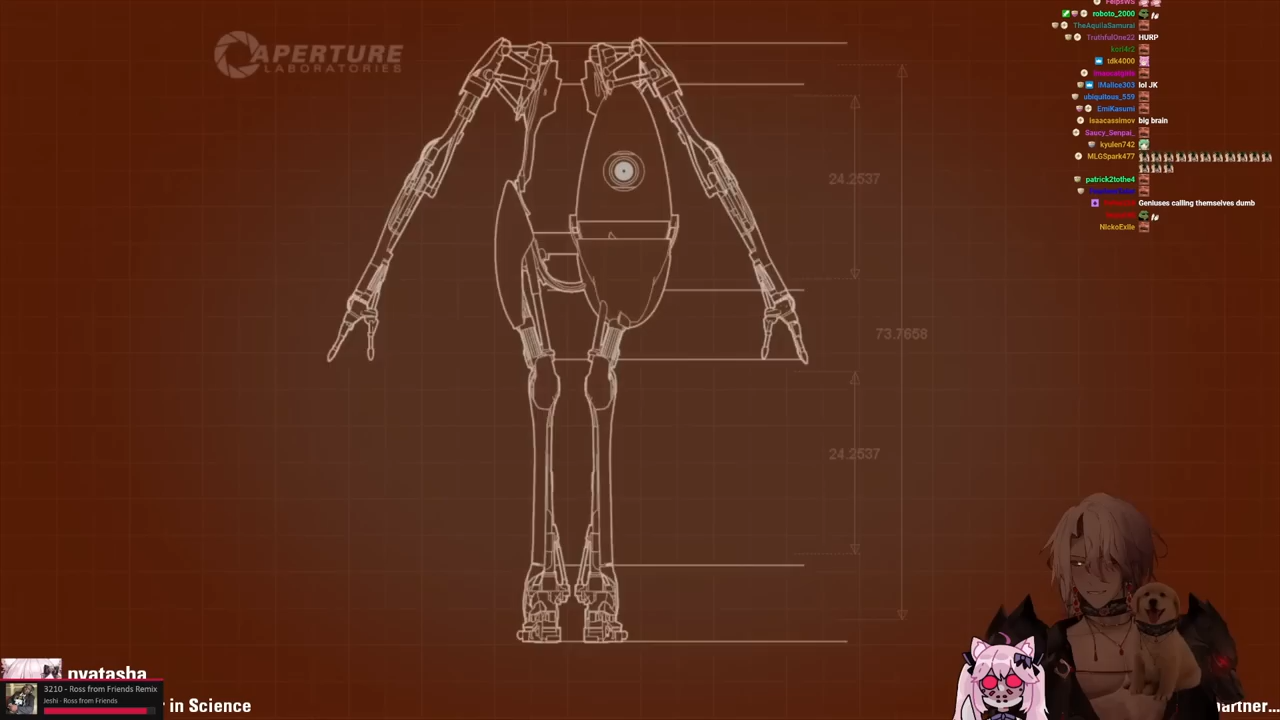 APERTURE
LABORATORIES
24.2537
73.7658
24.2537
roboto_2000
TheAquilaSamurai
TruthfulOne22 HURP
kori4r2
tdk4000
IMalice303 lol JK
ubiquitous_559
EmiKasumi
isaacassimov big brain
Saucy_Senpai_
kyulen742
MLGSpark477
patrick2tothe4
Geniuses calling themselves dumb
NickoExile
nyatasha
3210 - Ross from Friends Remix
Jeshi · Ross from Friends
r in Science
artner...